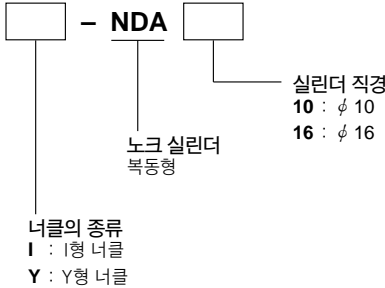 – NDA
실린더 직경
10 : ϕ 10
16 : ϕ 16
노크 실린더
복동형
너클의 종류
I : I형 너클
Y : Y형 너클